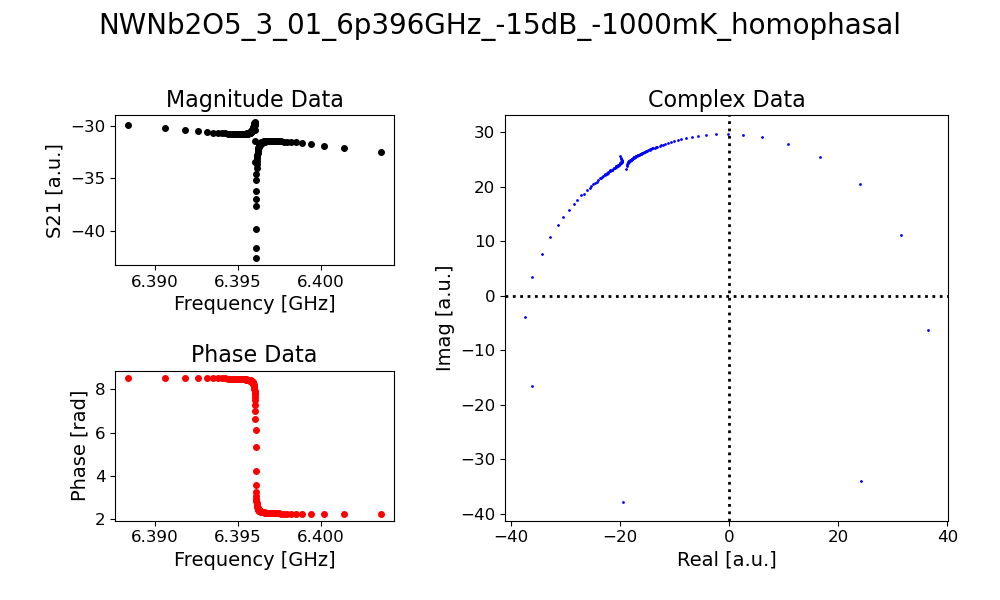 NWNb2O5_3_01_6p396GHz_-15dB_-1000mK_homophasal
Magnitude Data
−30
−35
−40
S21 [a.u.]
6.390 6.395 6.400
Frequency [GHz]
Phase Data
8
6
4
2
Phase [rad]
6.390 6.395 6.400
Frequency [GHz]
Complex Data
30
20
10
0
−10
−20
−30
−40
Imag [a.u.]
−40 −20 0 20 40
Real [a.u.]